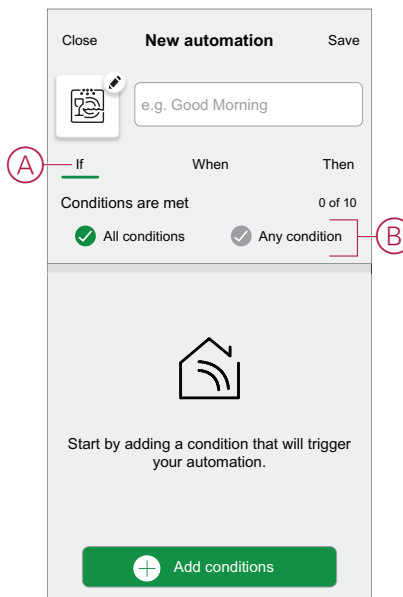 Close New automation Save
e.g. Good Morning
A If When Then
Conditions are met 0 of 10
All conditions Any condition B
Start by adding a condition that will trigger
your automation.
Add conditions